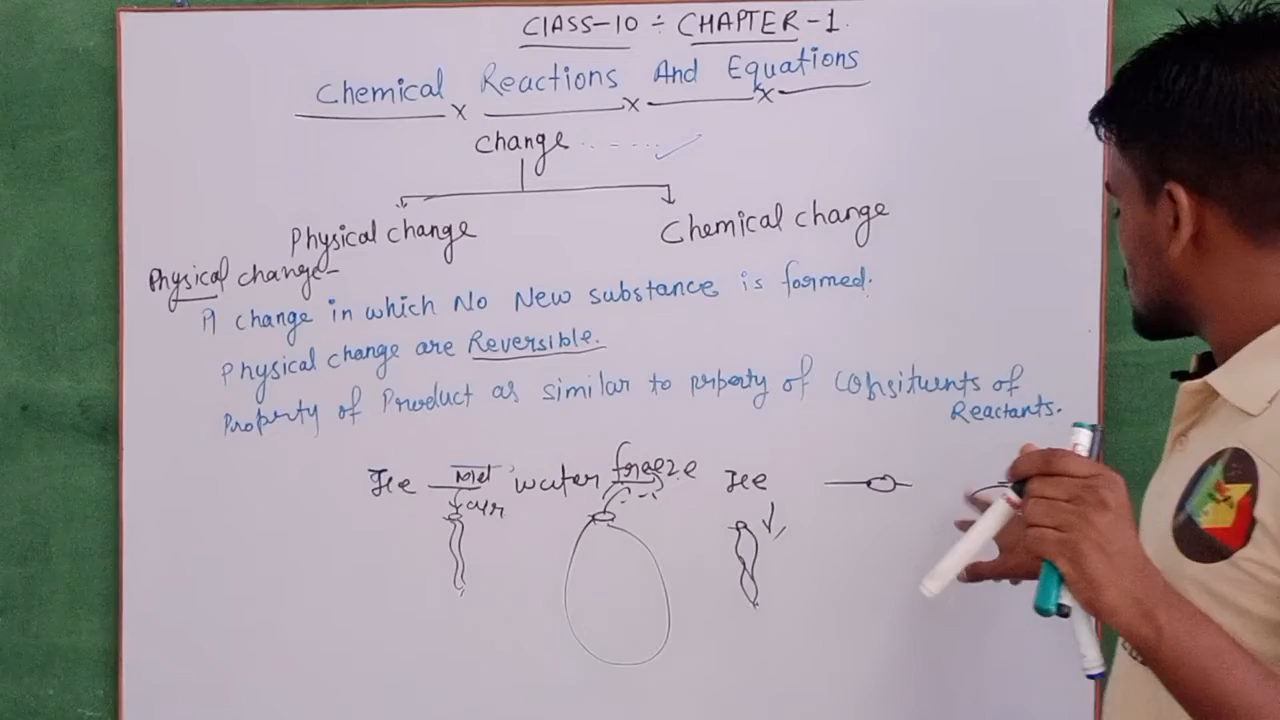 CLASS-10 ÷ CHAPTER-1.
Chemical Reactions And Equations
change
Physical change Chemical change
Physical change-
A change in which No New substance is formed.
Physical change are Reversible.
Property of Product as similar to prperty of Consituents of
Reactants.
Ice Melt water freeze Ice
air